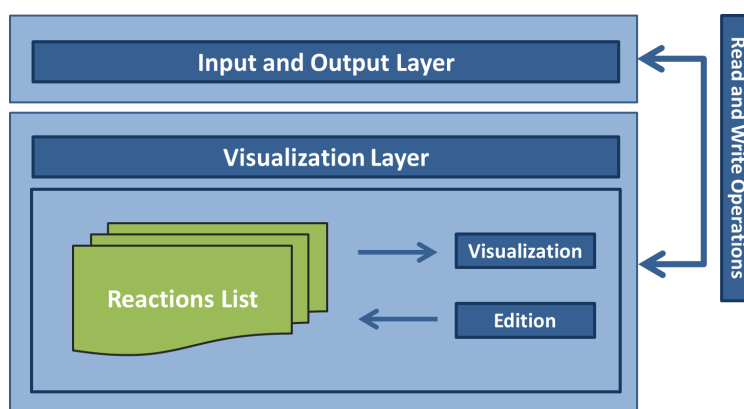 Input and Output Layer
Read and Write Operations
Visualization Layer
Reactions List
Visualization
Edition